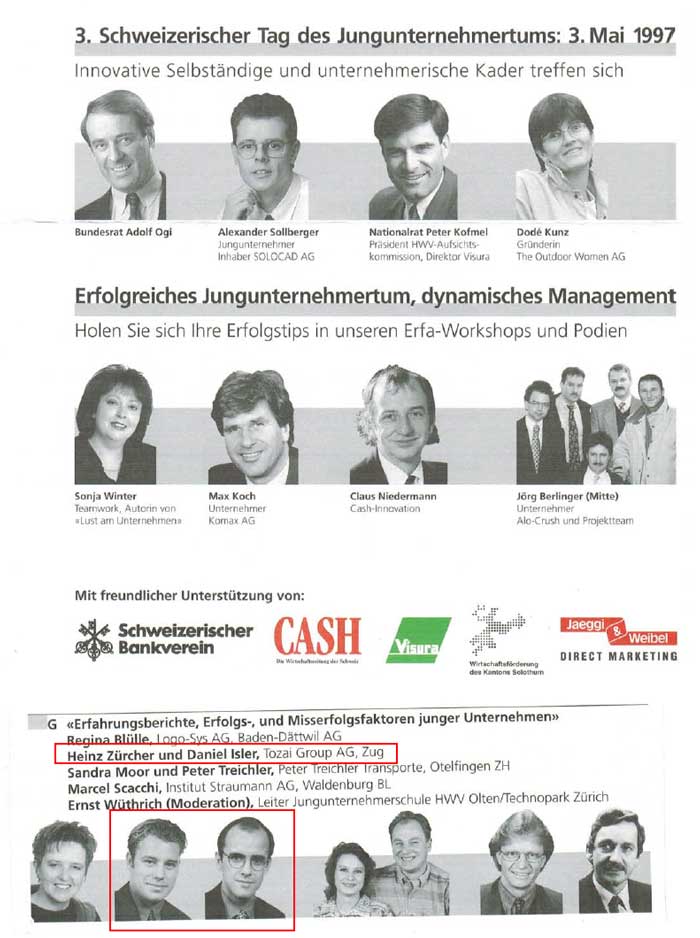 3. Schweizerischer Tag des Jungunternehmertums: 3. Mai 1997
Innovative Selbständige und unternehmerische Kader treffen sich
Bundesrat Adolf Ogi
Alexander Sollberger
Jungunternehmer
Inhaber SOLOCAD AG
Nationalrat Peter Kofmel
Präsident HWV-Aufsichts-
kommission, Direktor Visura
Dodé Kunz
Gründerin
The Outdoor Women AG
Erfolgreiches Jungunternehmertum, dynamisches Management
Holen Sie sich Ihre Erfolgstips in unseren Erfa-Workshops und Podien
Sonja Winter
Teamwork, Autorin von
«Lust am Unternehmen»
Max Koch
Unternehmer
Komax AG
Claus Niedermann
Cash-Innovation
Jörg Berlinger (Mitte)
Unternehmer
Alo-Crush und Projektteam
Mit freundlicher Unterstützung von:
Schweizerischer
Bankverein
CASH
Die Wirtschaftszeitung der Schweiz
Visura
Wirtschaftsförderung
des Kantons Solothurn
Jaeggi & Weibel
DIRECT MARKETING
G «Erfahrungsberichte, Erfolgs-, und Misserfolgsfaktoren junger Unternehmen»
Regina Blülle, Logo-Sys AG, Baden-Dättwil AG
Heinz Zürcher und Daniel Isler, Tozai Group AG, Zug
Sandra Moor und Peter Treichler, Peter Treichler Transporte, Otelfingen ZH
Marcel Scacchi, Institut Straumann AG, Waldenburg BL
Ernst Wüthrich (Moderation), Leiter Jungunternehmerschule HWV Olten/Technopark Zürich